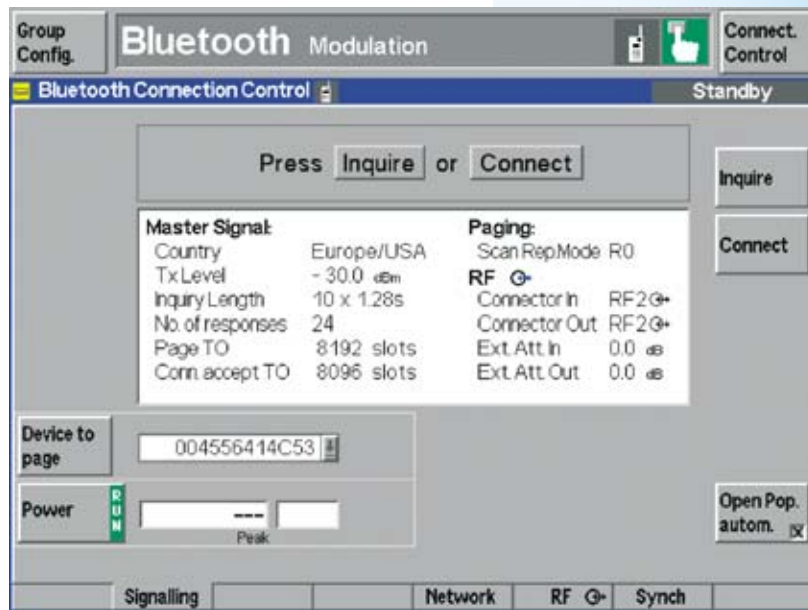 Group Config.
Bluetooth Modulation
Connect. Control
Bluetooth Connection Control
Standby
Press Inquire or Connect
Inquire
Connect
Master Signal:
Country Europe/USA
Tx Level - 30.0 dBm
Inquiry Length 10 x 1.28s
No. of responses 24
Page TO 8192 slots
Conn. accept TO 8096 slots
Paging:
Scan Rep.Mode R0
RF
Connector In RF2
Connector Out RF2
Ext. Att. In 0.0 dB
Ext. Att. Out 0.0 dB
Device to page
004556414C53
Power
RUN
---
Peak
Open Pop. autom.
Signalling
Network
RF
Synch